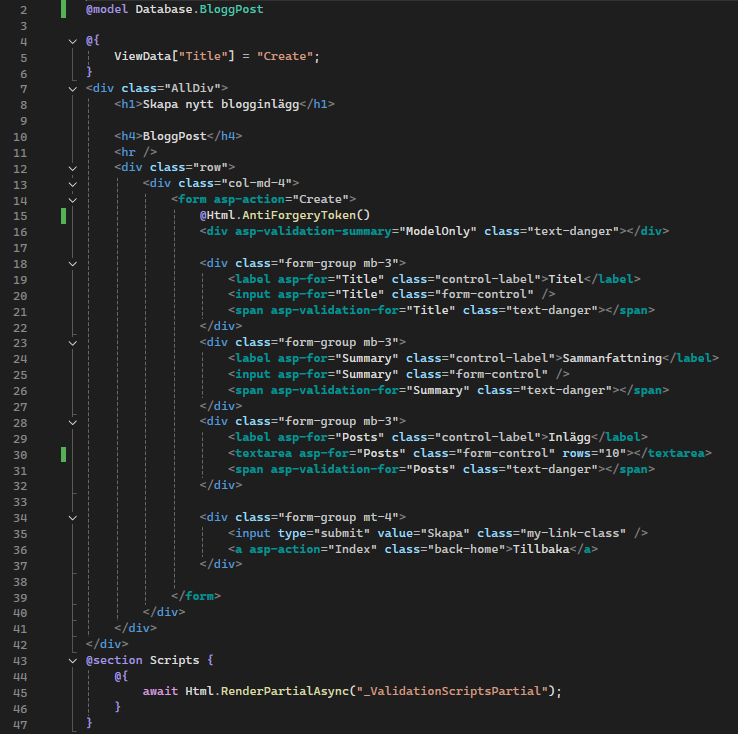 2 @model Database.BloggPost
3
4 @{
5 ViewData["Title"] = "Create";
6 }
7 <div class="AllDiv">
8 <h1>Skapa nytt blogginlägg</h1>
9
10 <h4>BloggPost</h4>
11 <hr />
12 <div class="row">
13 <div class="col-md-4">
14 <form asp-action="Create">
15 @Html.AntiForgeryToken()
16 <div asp-validation-summary="ModelOnly" class="text-danger"></div>
17
18 <div class="form-group mb-3">
19 <label asp-for="Title" class="control-label">Titel</label>
20 <input asp-for="Title" class="form-control" />
21 <span asp-validation-for="Title" class="text-danger"></span>
22 </div>
23 <div class="form-group mb-3">
24 <label asp-for="Summary" class="control-label">Sammanfattning</label>
25 <input asp-for="Summary" class="form-control" />
26 <span asp-validation-for="Summary" class="text-danger"></span>
27 </div>
28 <div class="form-group mb-3">
29 <label asp-for="Posts" class="control-label">Inlägg</label>
30 <textarea asp-for="Posts" class="form-control" rows="10"></textarea>
31 <span asp-validation-for="Posts" class="text-danger"></span>
32 </div>
33
34 <div class="form-group mt-4">
35 <input type="submit" value="Skapa" class="my-link-class" />
36 <a asp-action="Index" class="back-home">Tillbaka</a>
37 </div>
38
39 </form>
40 </div>
41 </div>
42 </div>
43 @section Scripts {
44 @{
45 await Html.RenderPartialAsync("_ValidationScriptsPartial");
46 }
47 }